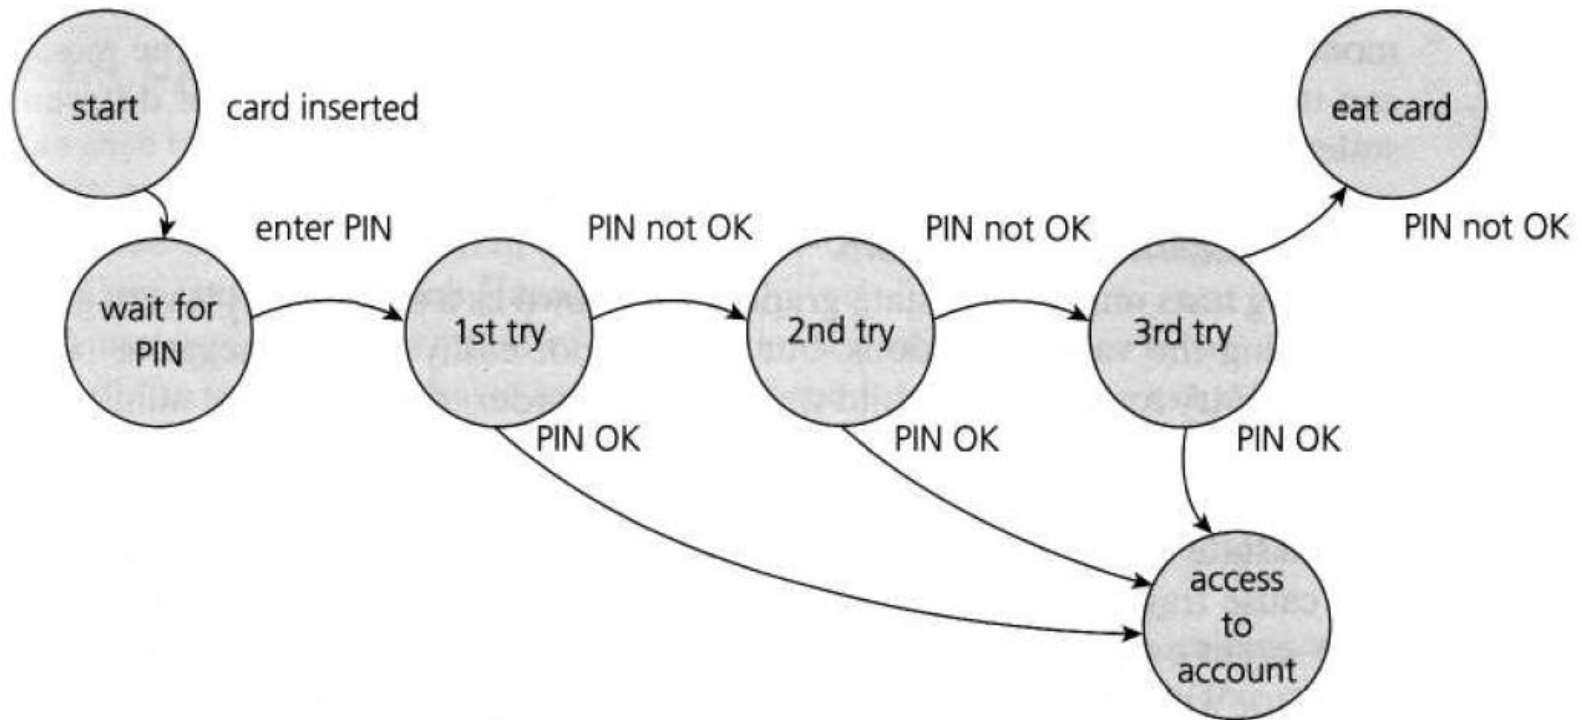 start
card inserted
eat card
enter PIN
PIN not OK
PIN not OK
PIN not OK
wait for
PIN
1st try
2nd try
3rd try
PIN OK
PIN OK
PIN OK
access
to
account